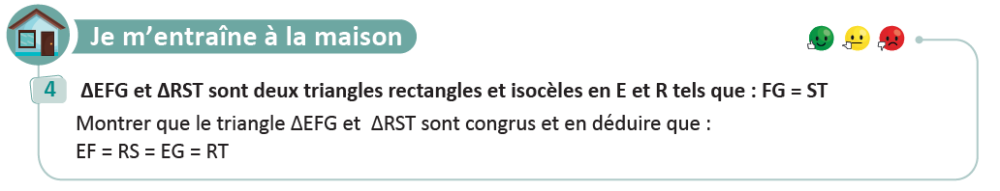 Je m'entraîne à la maison
4 ΔEFG et ΔRST sont deux triangles rectangles et isocèles en E et R tels que : FG = ST
Montrer que le triangle ΔEFG et ΔRST sont congrus et en déduire que :
EF = RS = EG = RT